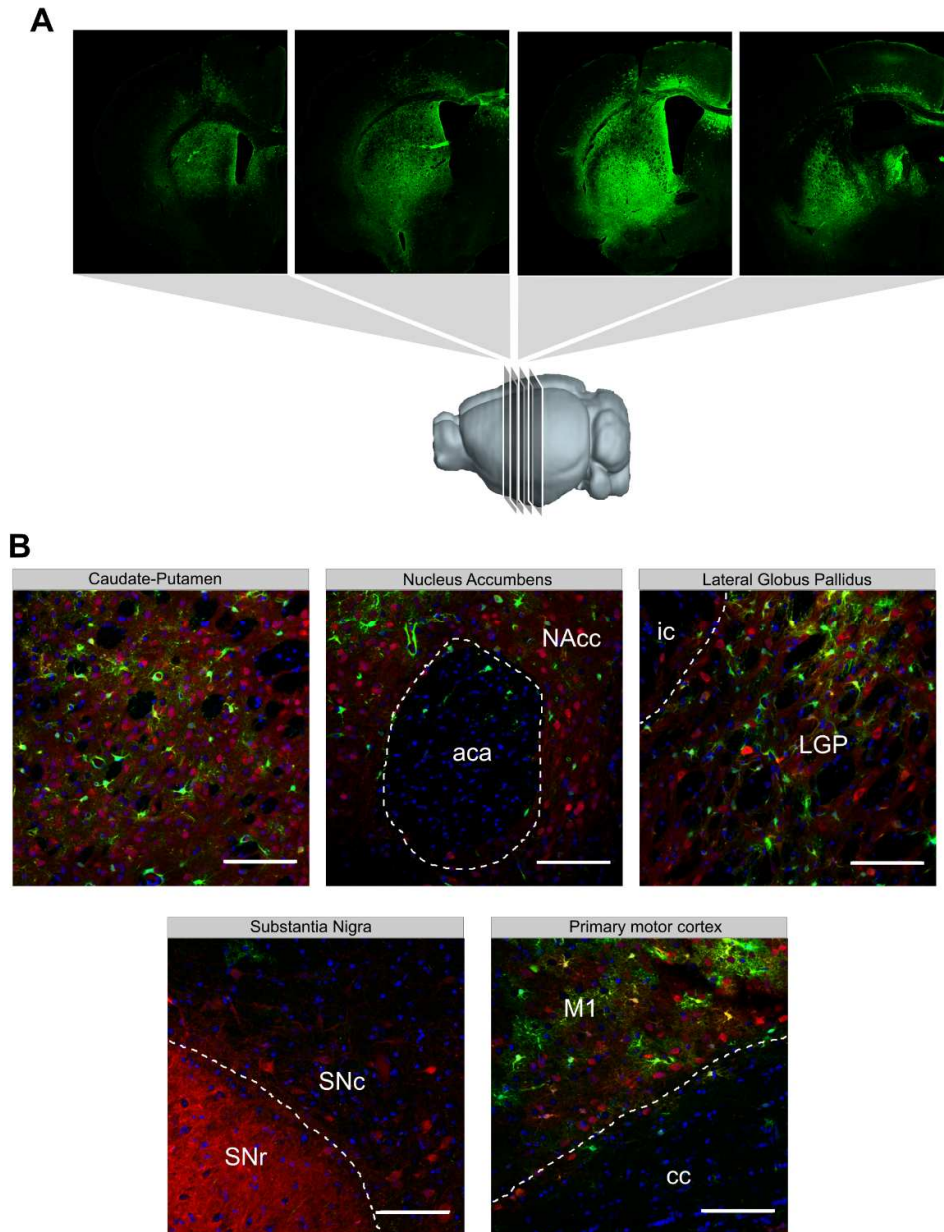 A
B
Caudate-Putamen
Nucleus Accumbens
Lateral Globus Pallidus
NAcc
aca
ic
LGP
Substantia Nigra
Primary motor cortex
SNc
SNr
M1
cc